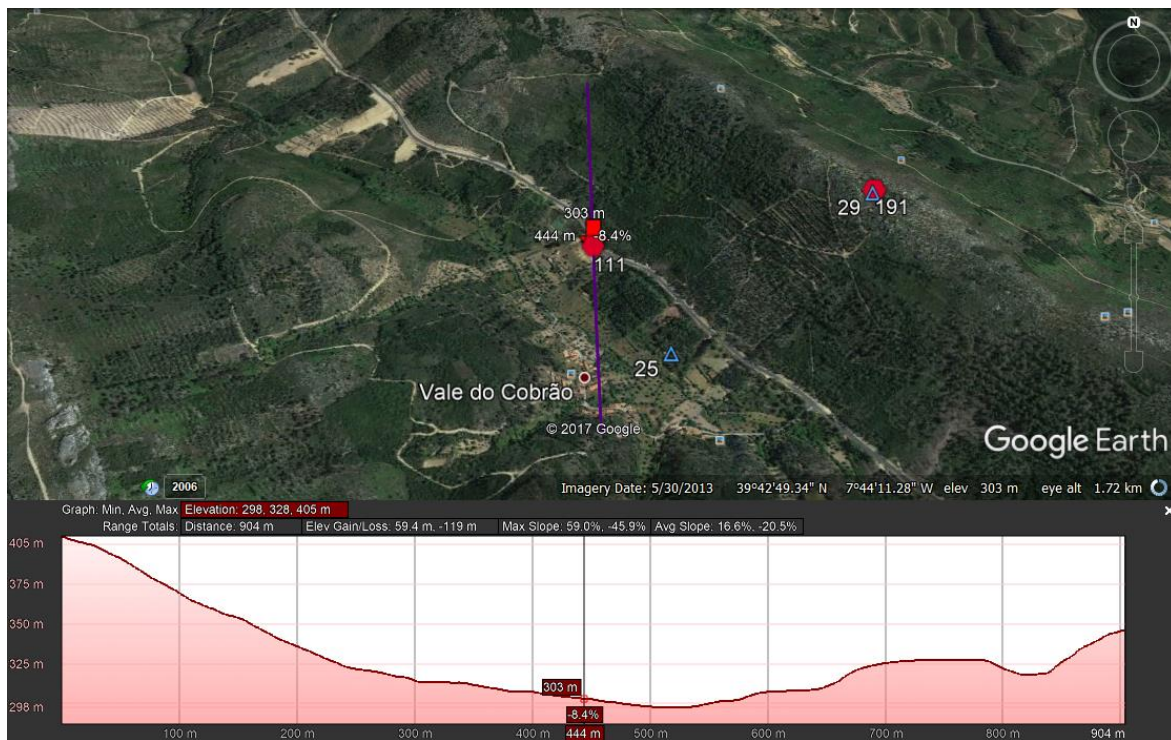 N
303 m
444 m -8.4%
111
29 191
25
Vale do Cobrão
© 2017 Google
Google Earth
2006
Imagery Date: 5/30/2013 39°42'49.34" N 7°44'11.28" W elev 303 m eye alt 1.72 km
Graph: Min, Avg, Max Elevation: 298, 328, 405 m
Range Totals: Distance: 904 m Elev Gain/Loss: 59.4 m, -119 m Max Slope: 59.0%, -45.9% Avg Slope: 16.6%, -20.5%
405 m
375 m
350 m
325 m
298 m
303 m
-8.4%
100 m 200 m 300 m 400 m 444 m 500 m 600 m 700 m 800 m 904 m